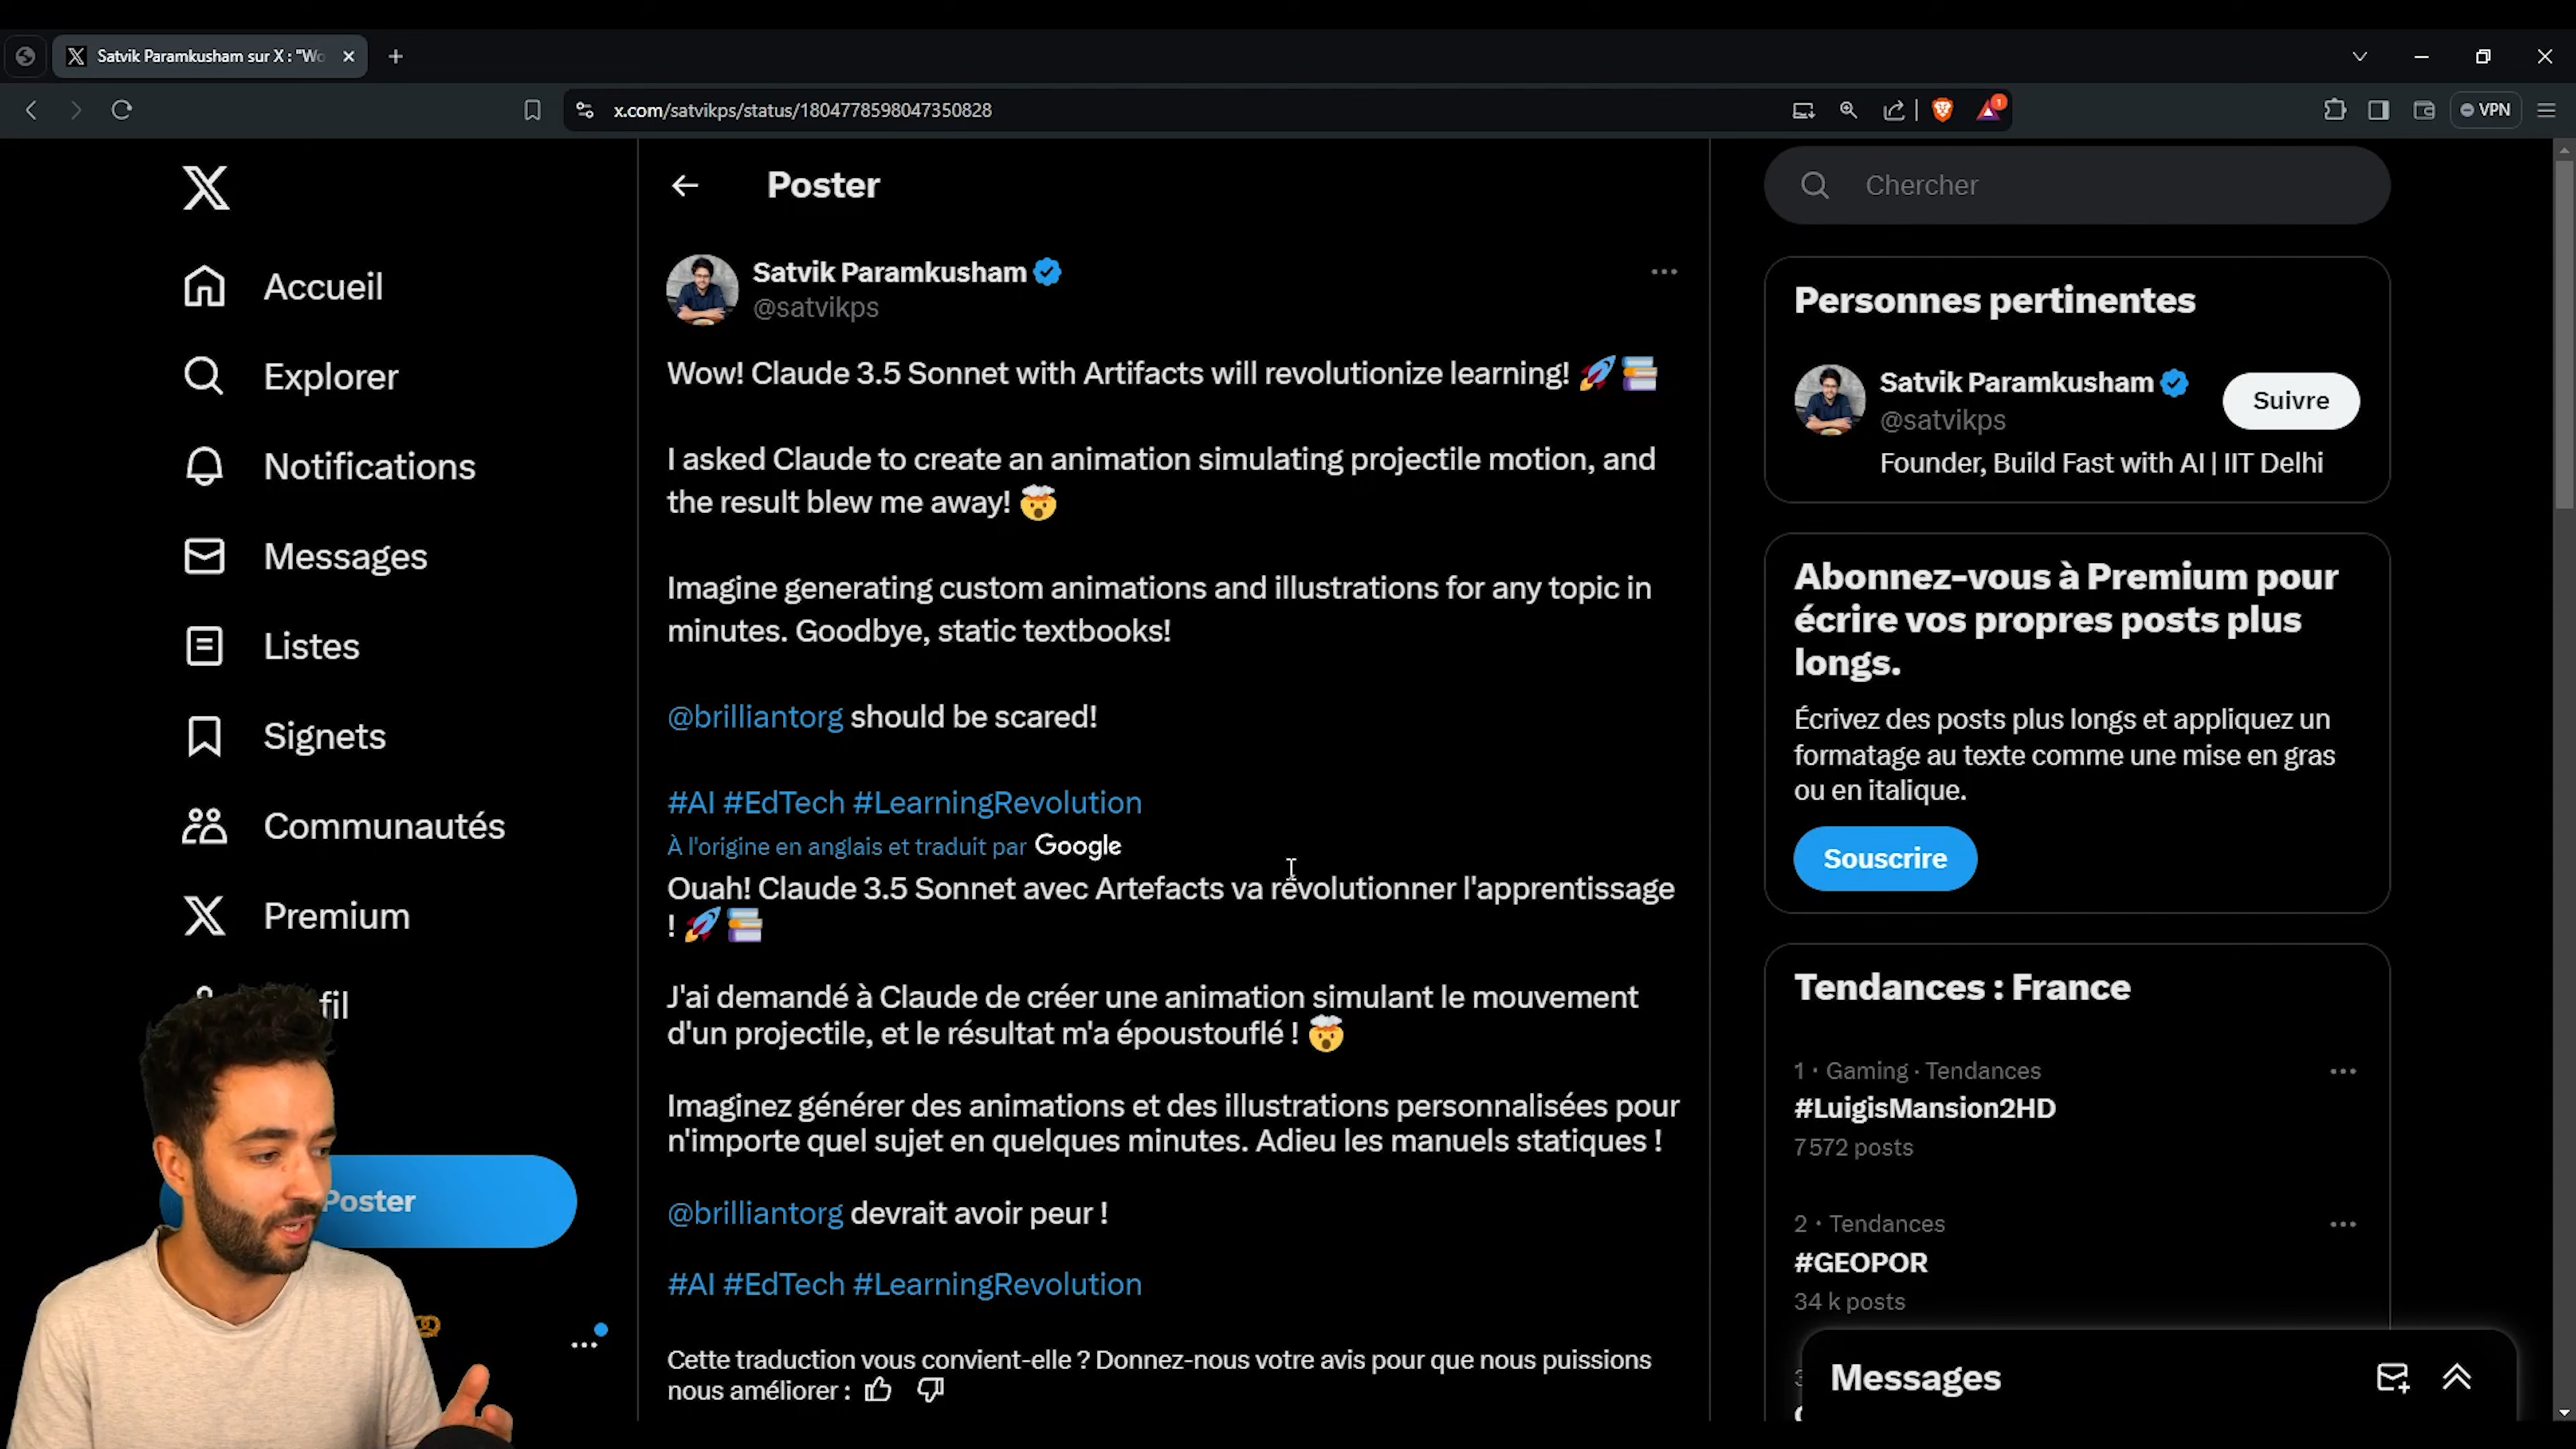 Satvik Paramkusham sur X : "Wo
x.com/satvikps/status/1804778598047350828
1
VPN
Accueil
Explorer
Notifications
Messages
Listes
Signets
Communautés
Premium
fil
Poster
Poster
Satvik Paramkusham
@satvikps
Wow! Claude 3.5 Sonnet with Artifacts will revolutionize learning! 🚀📚
I asked Claude to create an animation simulating projectile motion, and
the result blew me away! 🤯
Imagine generating custom animations and illustrations for any topic in
minutes. Goodbye, static textbooks!
@brilliantorg should be scared!
#AI #EdTech #LearningRevolution
À l'origine en anglais et traduit par Google
Ouah! Claude 3.5 Sonnet avec Artefacts va révolutionner l'apprentissage
! 🚀📚
J'ai demandé à Claude de créer une animation simulant le mouvement
d'un projectile, et le résultat m'a époustouflé ! 🤯
Imaginez générer des animations et des illustrations personnalisées pour
n'importe quel sujet en quelques minutes. Adieu les manuels statiques !
@brilliantorg devrait avoir peur !
#AI #EdTech #LearningRevolution
Cette traduction vous convient-elle ? Donnez-nous votre avis pour que nous puissions
nous améliorer :
Chercher
Personnes pertinentes
Satvik Paramkusham
@satvikps
Suivre
Founder, Build Fast with AI | IIT Delhi
Abonnez-vous à Premium pour
écrire vos propres posts plus
longs.
Écrivez des posts plus longs et appliquez un
formatage au texte comme une mise en gras
ou en italique.
Souscrire
Tendances : France
1 · Gaming · Tendances
#LuigisMansion2HD
7 572 posts
2 · Tendances
#GEOPOR
34 k posts
Messages